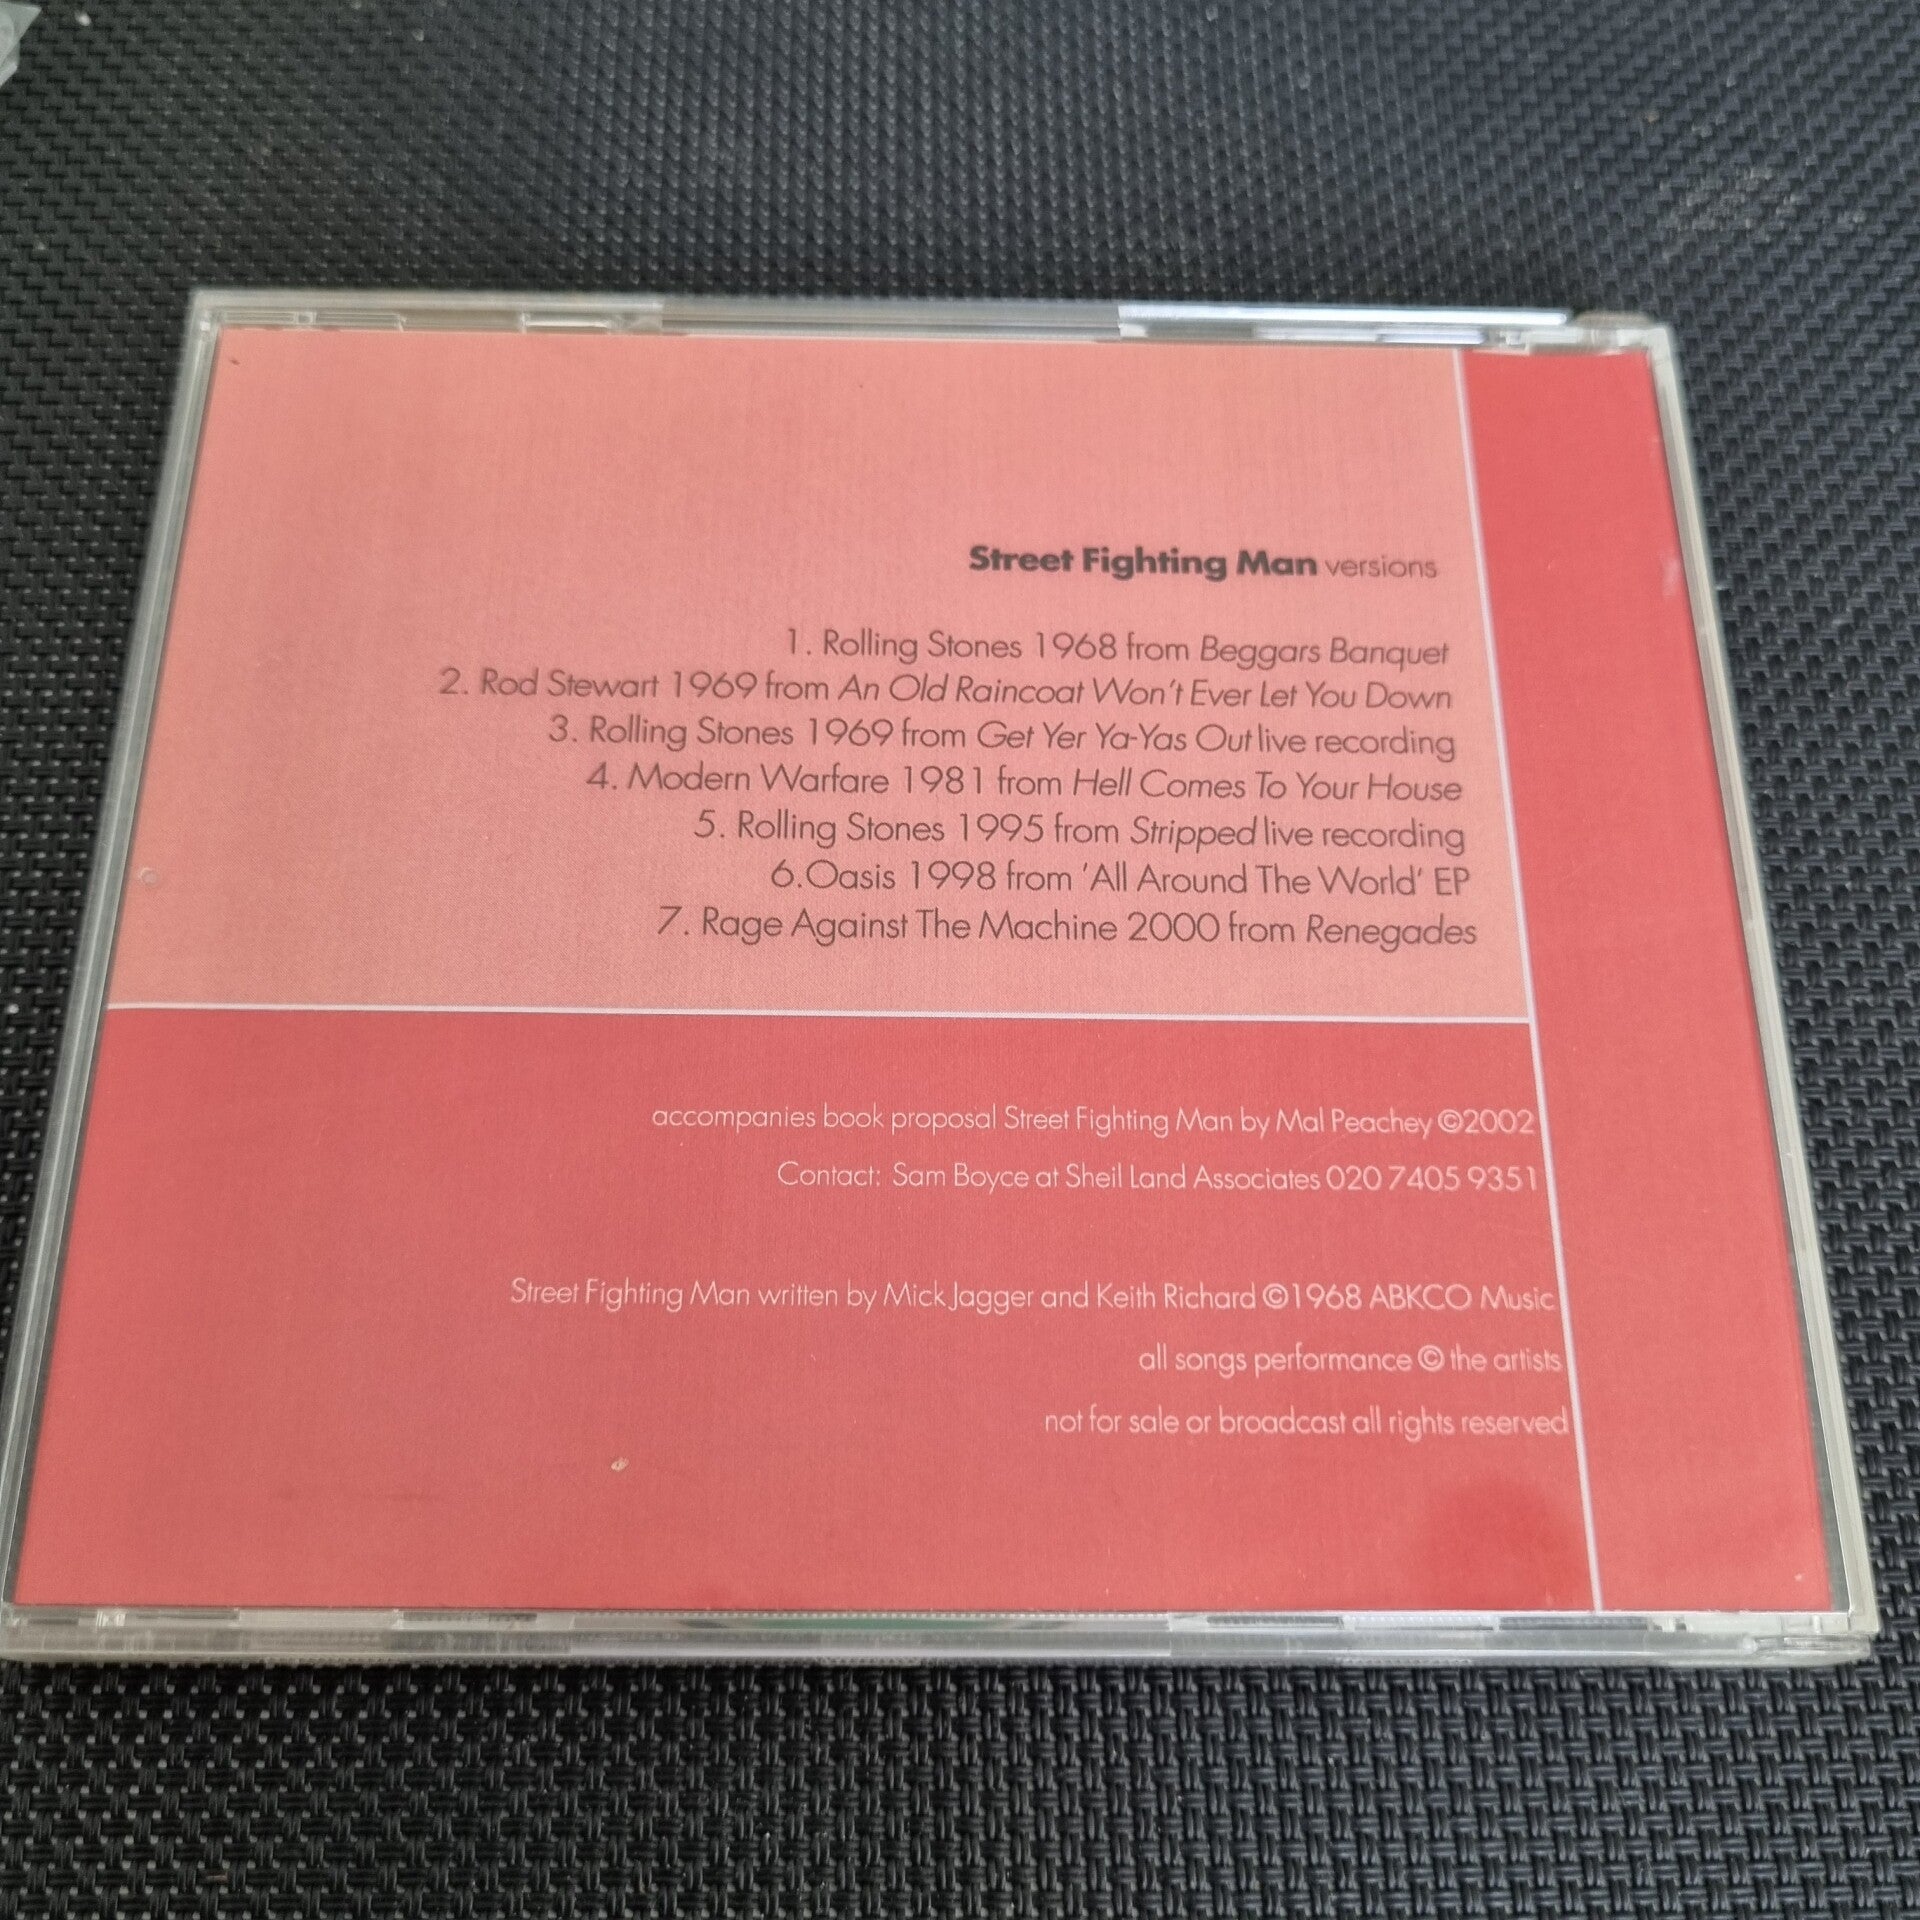 Street Fighting Man versions
1. Rolling Stones 1968 from Beggars Banquet
2. Rod Stewart 1969 from An Old Raincoat Won't Ever Let You Down
3. Rolling Stones 1969 from Get Yer Ya-Yas Out live recording
4. Modern Warfare 1981 from Hell Comes To Your House
5. Rolling Stones 1995 from Stripped live recording
6.Oasis 1998 from 'All Around The World' EP
7. Rage Against The Machine 2000 from Renegades
accompanies book proposal Street Fighting Man by Mal Peachey ©2002
Contact: Sam Boyce at Sheil Land Associates 020 7405 9351
Street Fighting Man written by Mick Jagger and Keith Richard ©1968 ABKCO Music
all songs performance © the artists
not for sale or broadcast all rights reserved